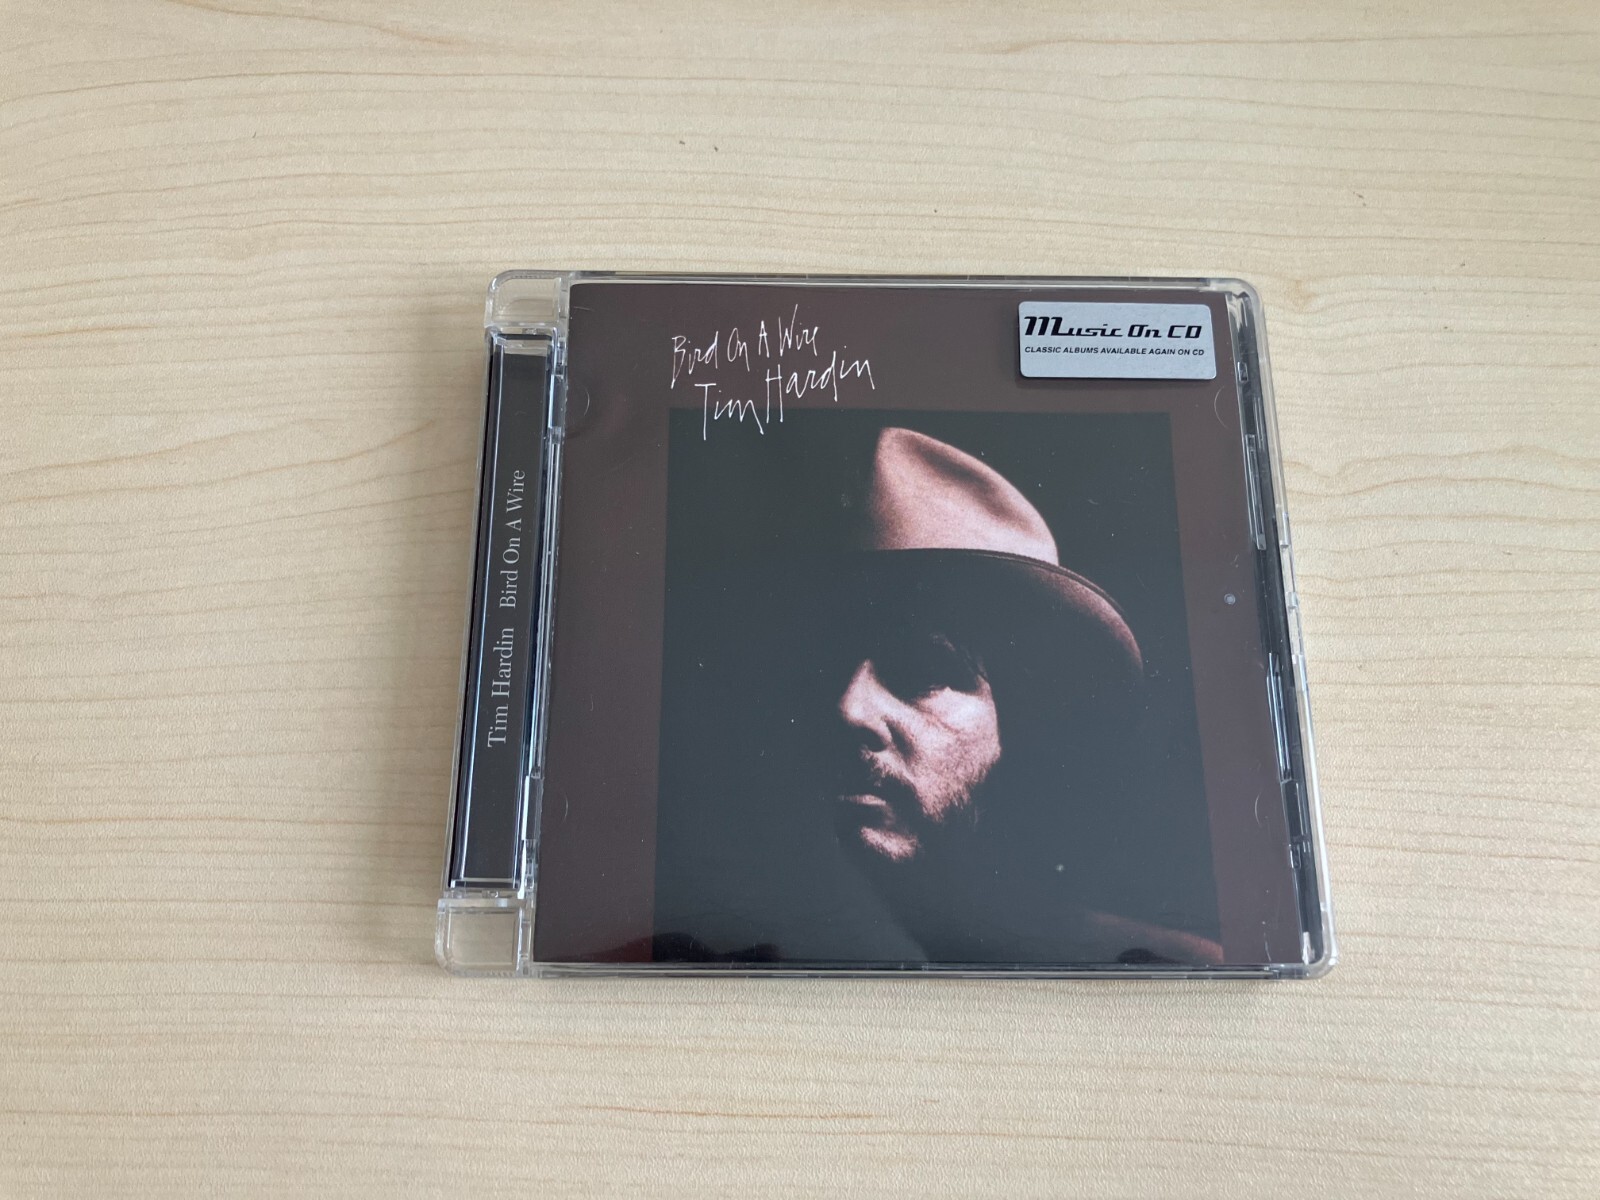 Bird On A Wire
Tim Hardin
Music On CD
CLASSIC ALBUMS AVAILABLE AGAIN ON CD
Tim Hardin Bird On A Wire